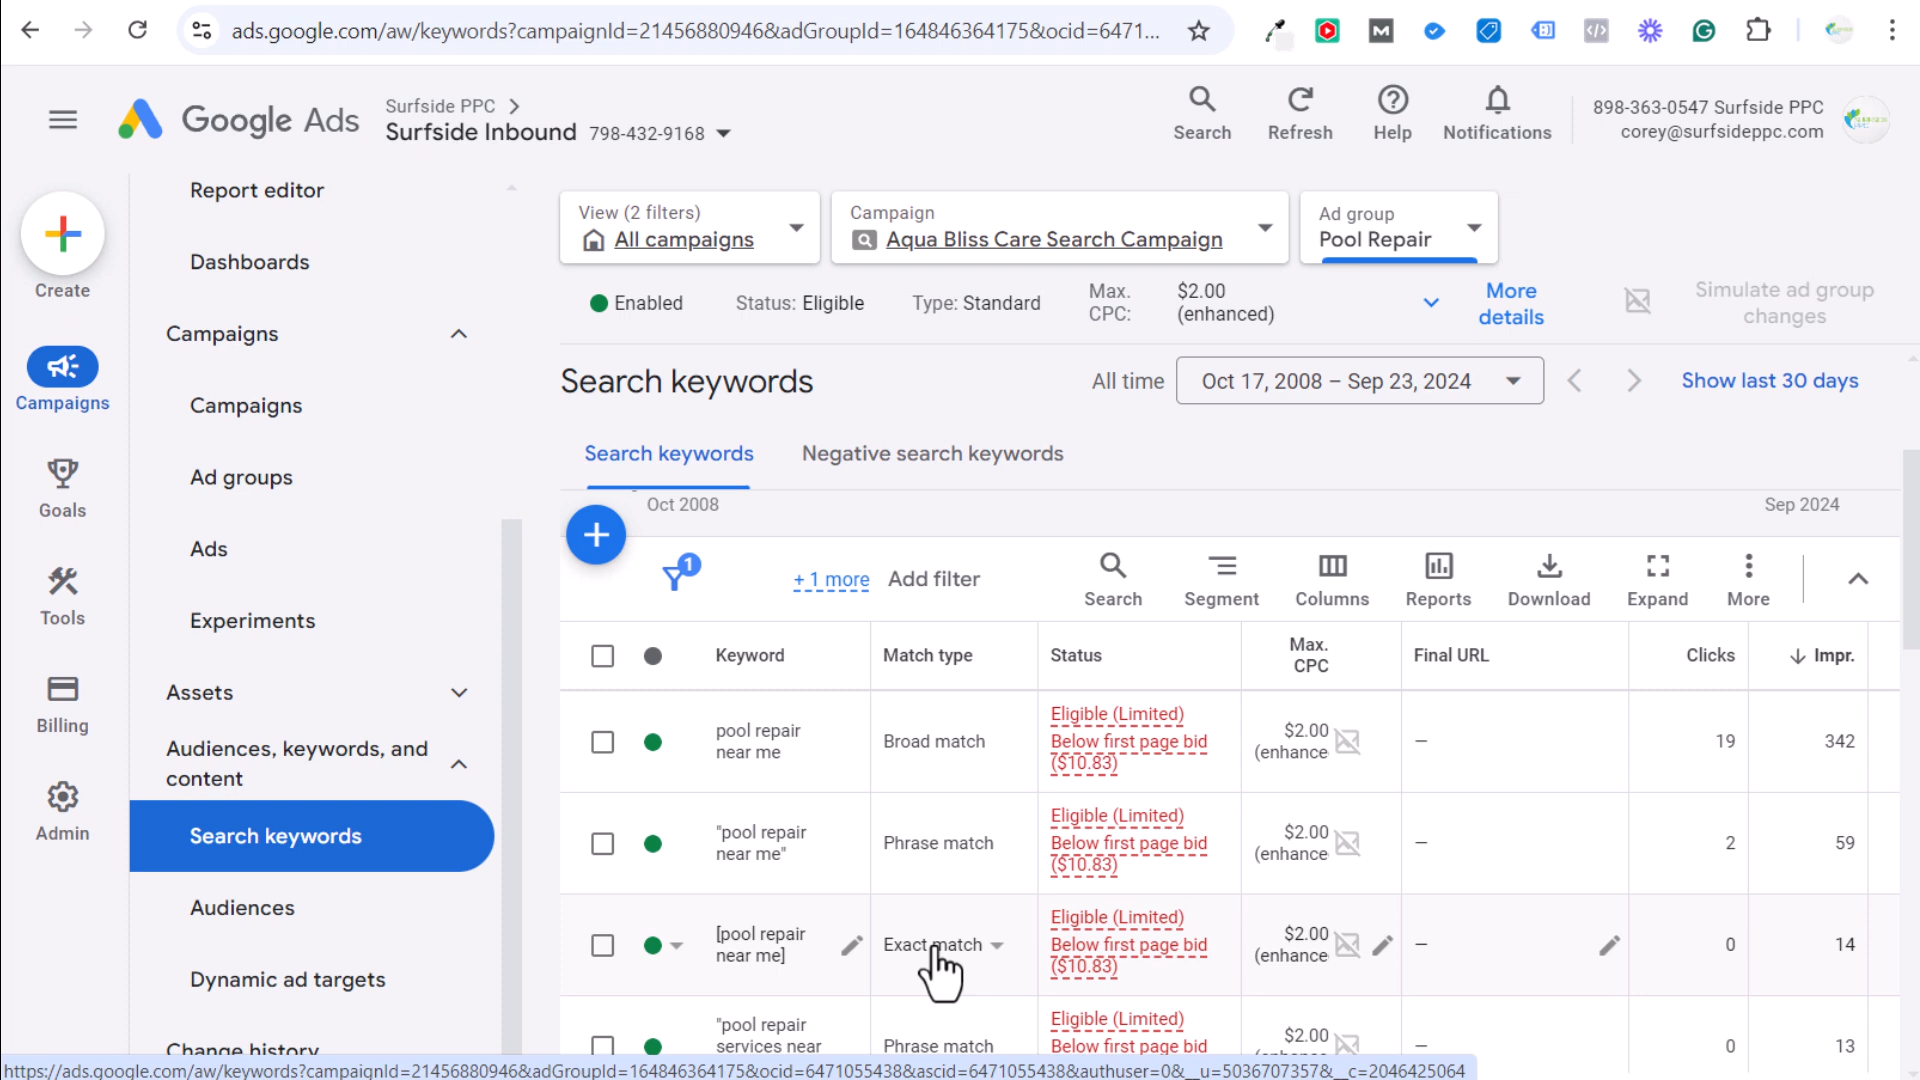 ads.google.com/aw/keywords?campaignId=21456880946&adGroupId=164846364175&ocid=6471...
Google Ads
Surfside PPC
Surfside Inbound 798-432-9168
Search
Refresh
Help
Notifications
898-363-0547 Surfside PPC
corey@surfsideppc.com
Create
Campaigns
Goals
Tools
Billing
Admin
Report editor
Dashboards
Campaigns
Campaigns
Ad groups
Ads
Experiments
Assets
Audiences, keywords, and
content
Search keywords
Audiences
Dynamic ad targets
Change history
View (2 filters)
All campaigns
Campaign
Aqua Bliss Care Search Campaign
Ad group
Pool Repair
Enabled
Status: Eligible
Type: Standard
Max.
CPC:
$2.00
(enhanced)
More
details
Simulate ad group
changes
Search keywords
All time
Oct 17, 2008 – Sep 23, 2024
Show last 30 days
Search keywords
Negative search keywords
Oct 2008
Sep 2024
1
+ 1 more
Add filter
Search
Segment
Columns
Reports
Download
Expand
More
Keyword
Match type
Status
Max.
CPC
Final URL
Clicks
Impr.
pool repair
near me
Broad match
Eligible (Limited)
Below first page bid
($10.83)
$2.00
(enhance
—
19
342
"pool repair
near me"
Phrase match
Eligible (Limited)
Below first page bid
($10.83)
$2.00
(enhance
—
2
59
[pool repair
near me]
Exact match
Eligible (Limited)
Below first page bid
($10.83)
$2.00
(enhance
—
0
14
"pool repair
services near
Phrase match
Eligible (Limited)
Below first page bid
$2.00
—
0
13
https://ads.google.com/aw/keywords?campaignId=21456880946&adGroupId=164846364175&ocid=6471055438&ascid=6471055438&authuser=0&__u=5036707357&__c=2046425064